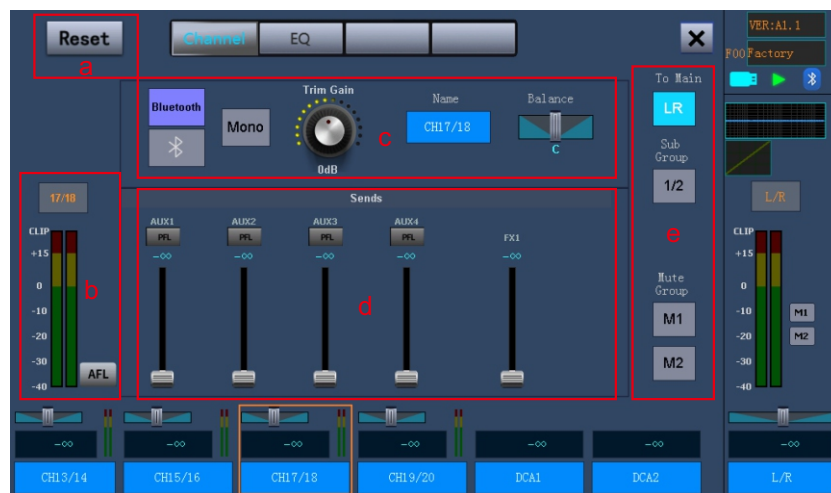 Reset
Channel
EQ
VER:A1.1
F00 Factory
a
To Main
LR
Trim Gain
Bluetooth
Mono
Name
Balance
CH17/18
C
c
0dB
Sub
Group
1/2
e
17/18
Sends
L/R
AUX1
AUX2
AUX3
AUX4
PFL
PFL
PFL
PFL
FX1
-∞
-∞
-∞
-∞
-∞
CLIP
+15
0
-10
-20
-30
-40
b
AFL
d
Mute
Group
M1
M2
CLIP
+15
0
-10
-20
-30
-40
M1
M2
-∞
-∞
-∞
-∞
-∞
-∞
-∞
CH13/14
CH15/16
CH17/18
CH19/20
DCA1
DCA2
L/R